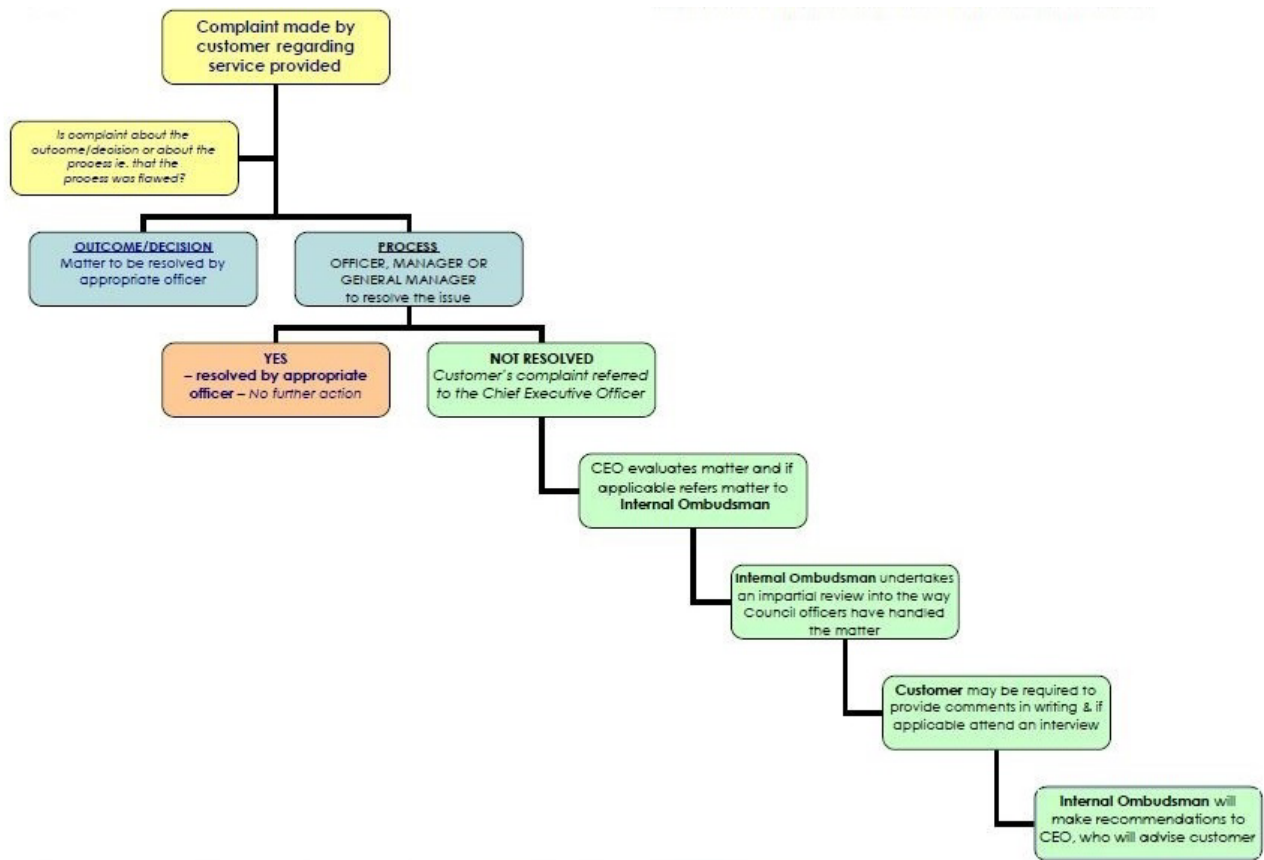 Complaint made by
customer regarding
service provided
Is complaint about the
outcome/decision or about the
process ie. that the
process was flawed?
OUTCOME/DECISION
Matter to be resolved by
appropriate officer
PROCESS
OFFICER, MANAGER OR
GENERAL MANAGER
to resolve the issue
YES
– resolved by appropriate
officer – No further action
NOT RESOLVED
Customer's complaint referred
to the Chief Executive Officer
CEO evaluates matter and if
applicable refers matter to
Internal Ombudsman
Internal Ombudsman undertakes
an impartial review into the way
Council officers have handled
the matter
Customer may be required to
provide comments in writing & if
applicable attend an interview
Internal Ombudsman will
make recommendations to
CEO, who will advise customer